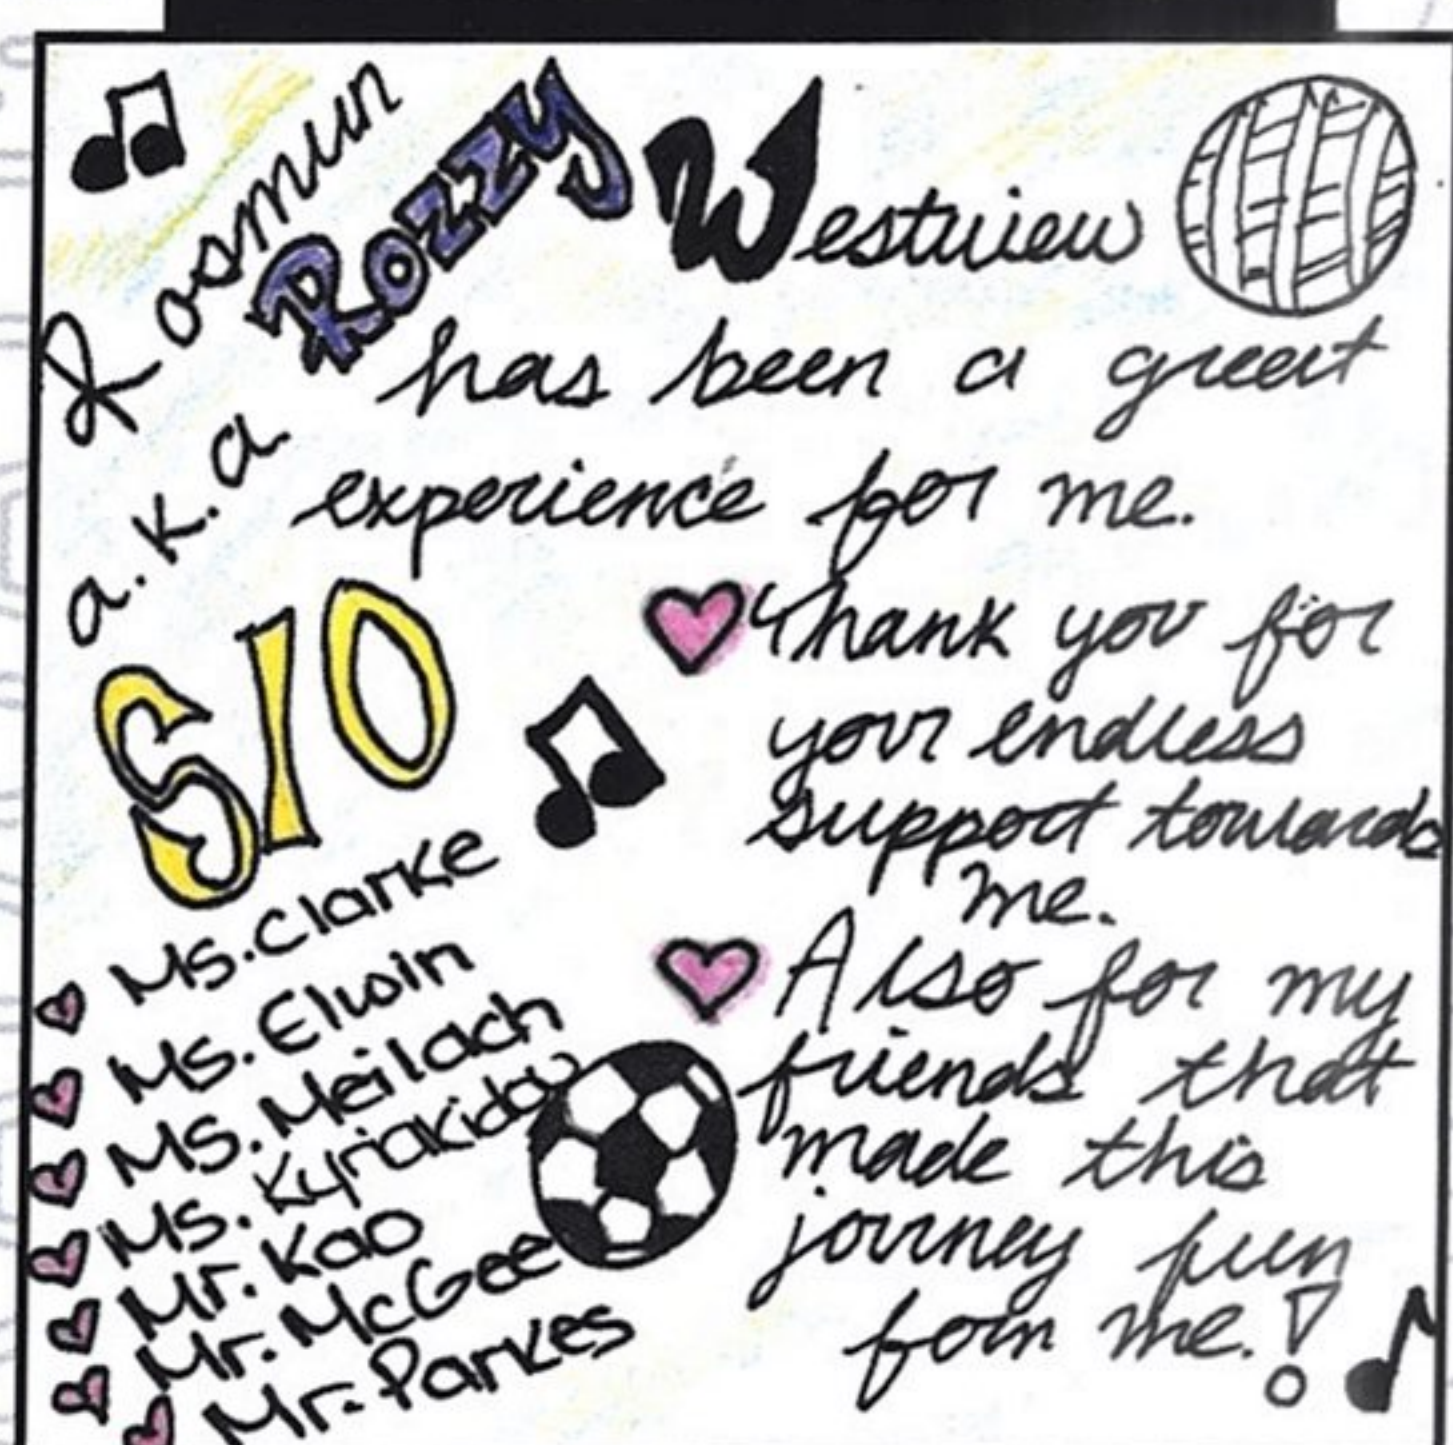 Rosmun
a.k.a Rozzy
Westview
has been a great
experience for me.
S/O
Ms. Clarke
Ms. Elwin
Ms. Meilach
Ms. Kyriakidou
Mr. Kao
Mr. McGee
Mr. Parkes
Thank you for
your endless
support towards
me.
Also for my
friends that
made this
journey fun
for me.!